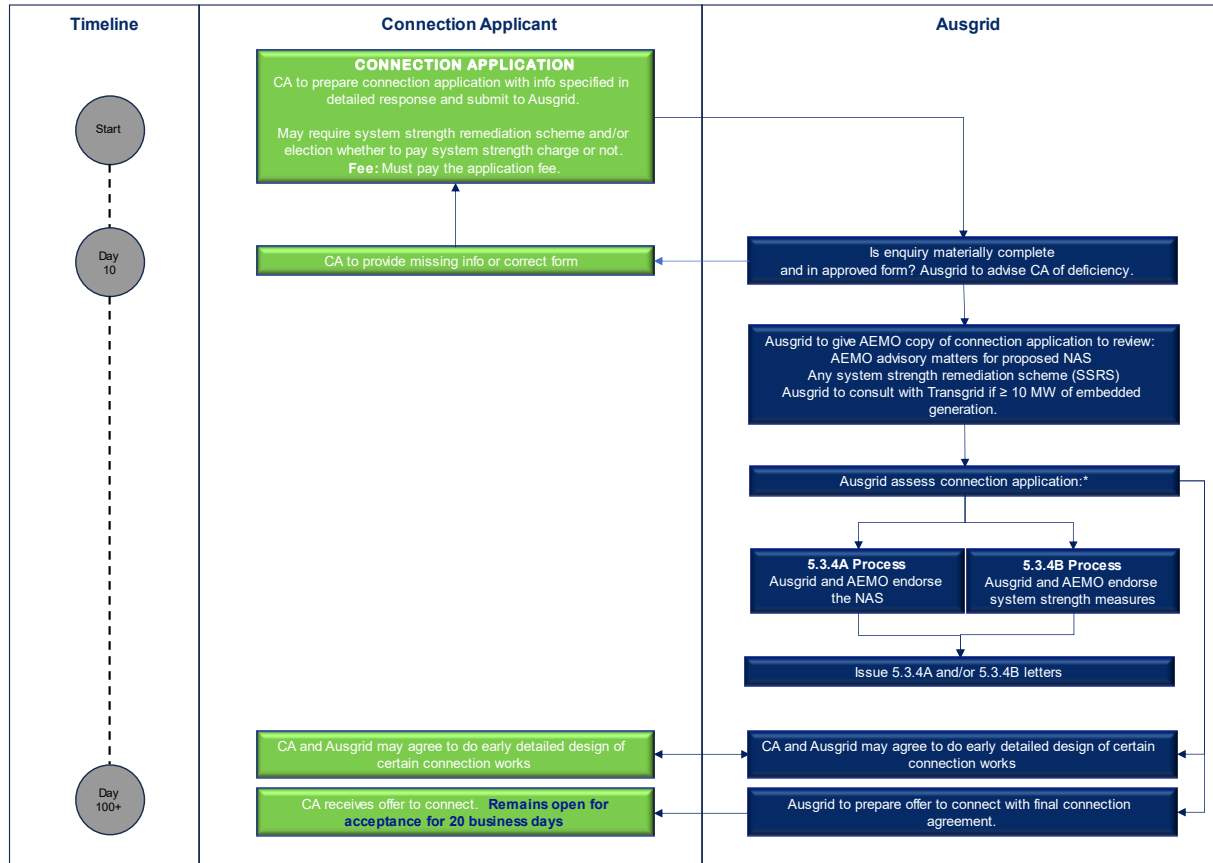 Timeline
Connection Applicant
Ausgrid
Start
CONNECTION APPLICATION
CA to prepare connection application with info specified in
detailed response and submit to Ausgrid.
May require system strength remediation scheme and/or
election whether to pay system strength charge or not.
Fee: Must pay the application fee.
Day
10
CA to provide missing info or correct form
Is enquiry materially complete
and in approved form? Ausgrid to advise CA of deficiency.
Ausgrid to give AEMO copy of connection application to review:
AEMO advisory matters for proposed NAS
Any system strength remediation scheme (SSRS)
Ausgrid to consult with Transgrid if ≥ 10 MW of embedded
generation.
Ausgrid assess connection application:*
5.3.4A Process
Ausgrid and AEMO endorse
the NAS
5.3.4B Process
Ausgrid and AEMO endorse
system strength measures
Issue 5.3.4A and/or 5.3.4B letters
CA and Ausgrid may agree to do early detailed design of
certain connection works
CA and Ausgrid may agree to do early detailed design of certain
connection works
Day
100+
CA receives offer to connect. Remains open for
acceptance for 20 business days
Ausgrid to prepare offer to connect with final connection
agreement.